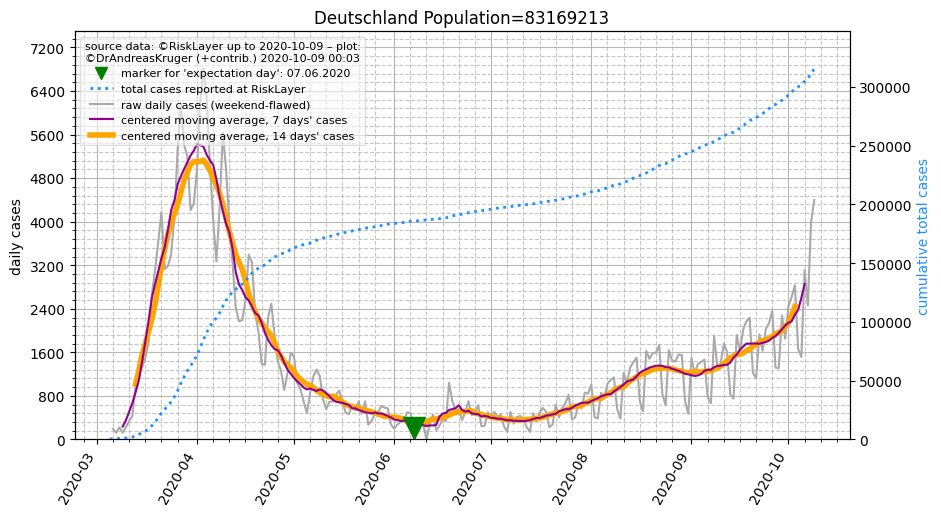 Deutschland Population=83169213
source data: ©RiskLayer up to 2020-10-09 – plot:
©DrAndreasKruger (+contrib.) 2020-10-09 00:03
marker for 'expectation day': 07.06.2020
total cases reported at RiskLayer
raw daily cases (weekend-flawed)
centered moving average, 7 days' cases
centered moving average, 14 days' cases
daily cases
7200
6400
5600
4800
4000
3200
2400
1600
800
0
300000
250000
200000
150000
100000
50000
0
cumulative total cases
2020-03
2020-04
2020-05
2020-06
2020-07
2020-08
2020-09
2020-10